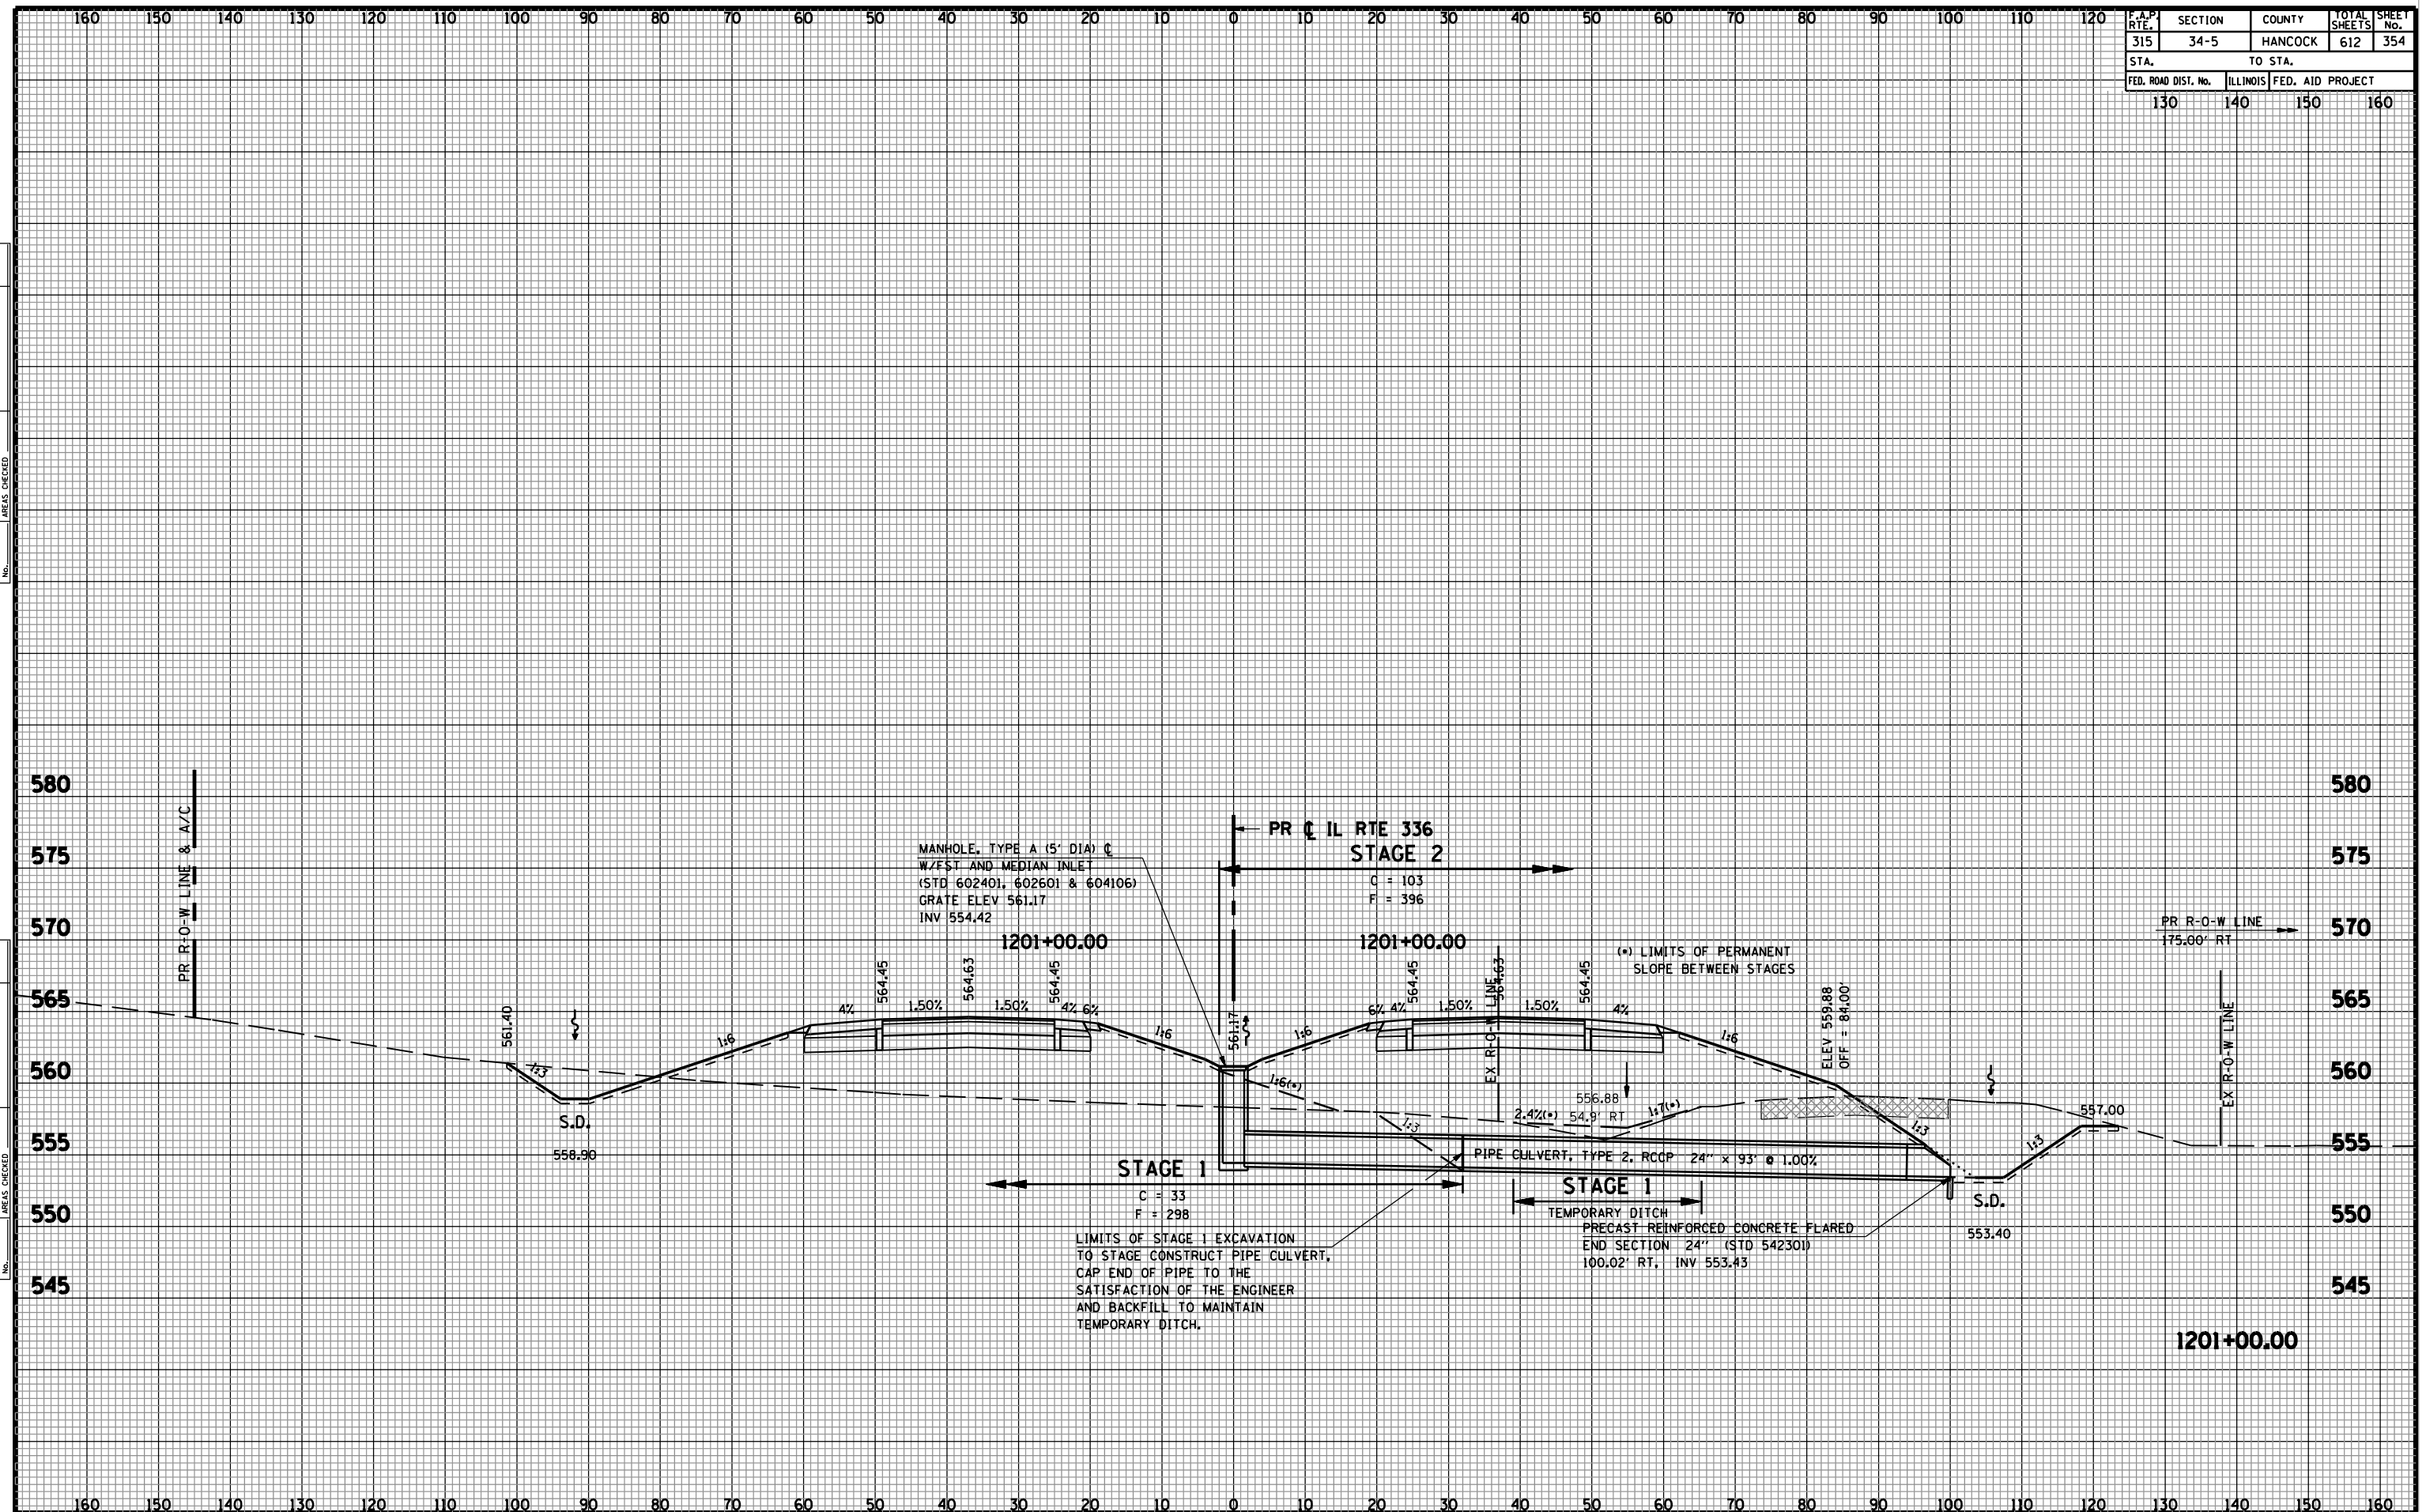 160 150 140 130 120 110 100 90 80 70 60 50 40 30 20 10 0 10 20 30 40 50 60 70 80 90 100 110 120
F.A.P. RTE. SECTION COUNTY TOTAL SHEETS SHEET No.
315 34-5 HANCOCK 612 354
STA. TO STA.
FED. ROAD DIST. No. ILLINOIS FED. AID PROJECT
130 140 150 160
AREAS CHECKED
No.
AREAS CHECKED
No.
580 580
575 575
570 570
565 565
560 560
555 555
550 550
545 545
PR R-O-W LINE & A/C
PR ℄ IL RTE 336
STAGE 2
C = 103
F = 396
MANHOLE, TYPE A (5' DIA) ℄
W/FST AND MEDIAN INLET
(STD 602401, 602601 & 604106)
GRATE ELEV 561.17
INV 554.42
1201+00.00 1201+00.00
PR R-O-W LINE
175.00' RT
(•) LIMITS OF PERMANENT
SLOPE BETWEEN STAGES
564.45 564.63 564.45
564.45 564.63 564.45
4% 1.50% 1.50% 4% 6%
6% 4% 1.50% 1.50% 4%
561.40
1:3
S.D.
558.90
1:6
1:6
561.17
1:6
1:6
EX R-O-W LINE
ELEV 559.88
OFF = 84.00'
EX R-O-W LINE
1:6(•)
1:3
556.88
54.9' RT
2.4%(•)
1:7(•)
1:3
1:3
557.00
PIPE CULVERT, TYPE 2, RCCP 24" x 93' @ 1.00%
STAGE 1
C = 33
F = 298
STAGE 1
TEMPORARY DITCH
S.D.
553.40
PRECAST REINFORCED CONCRETE FLARED
END SECTION 24" (STD 542301)
100.02' RT, INV 553.43
LIMITS OF STAGE 1 EXCAVATION
TO STAGE CONSTRUCT PIPE CULVERT,
CAP END OF PIPE TO THE
SATISFACTION OF THE ENGINEER
AND BACKFILL TO MAINTAIN
TEMPORARY DITCH.
1201+00.00
160 150 140 130 120 110 100 90 80 70 60 50 40 30 20 10 0 10 20 30 40 50 60 70 80 90 100 110 120 130 140 150 160